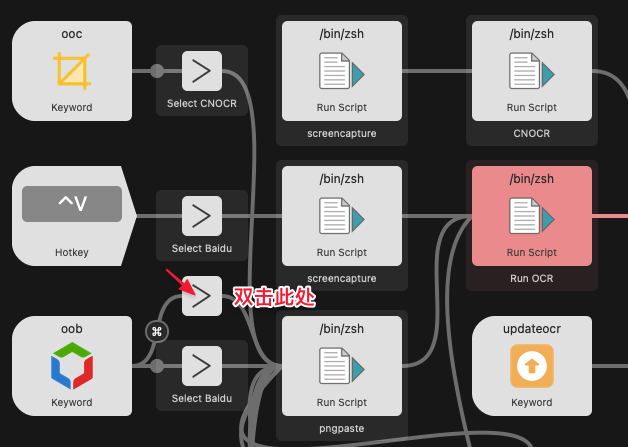 ooc
Keyword
Select CNOCR
/bin/zsh
Run Script
screencapture
/bin/zsh
Run Script
CNOCR
^V
Hotkey
Select Baidu
/bin/zsh
Run Script
screencapture
/bin/zsh
Run Script
Run OCR
双击此处
⌘
oob
Keyword
Select Baidu
/bin/zsh
Run Script
pngpaste
updateocr
Keyword